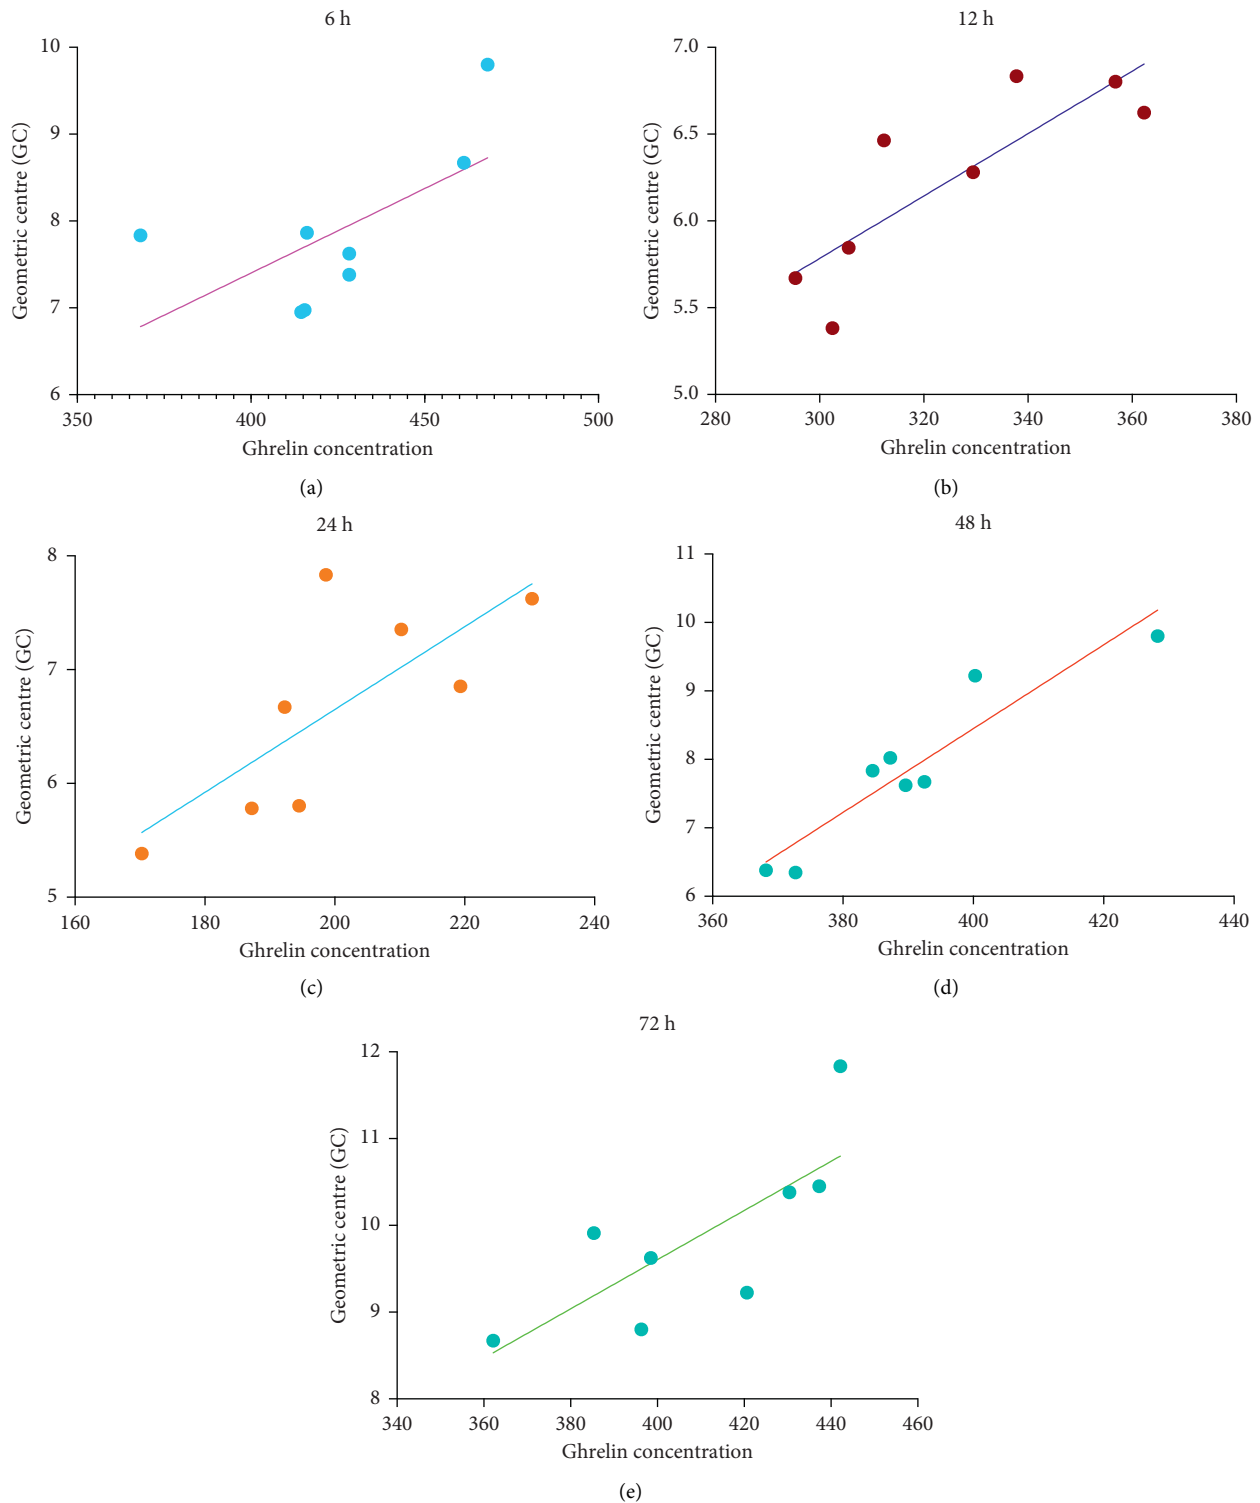 6 h
10
9
8
7
6
Geometric centre (GC)
350 400 450 500
Ghrelin concentration
(a)
12 h
7.0
6.5
6.0
5.5
5.0
Geometric centre (GC)
280 300 320 340 360 380
Ghrelin concentration
(b)
24 h
8
7
6
5
Geometric centre (GC)
160 180 200 220 240
Ghrelin concentration
(c)
48 h
11
10
9
8
7
6
Geometric centre (GC)
360 380 400 420 440
Ghrelin concentration
(d)
72 h
12
11
10
9
8
Geometric centre (GC)
340 360 380 400 420 440 460
Ghrelin concentration
(e)